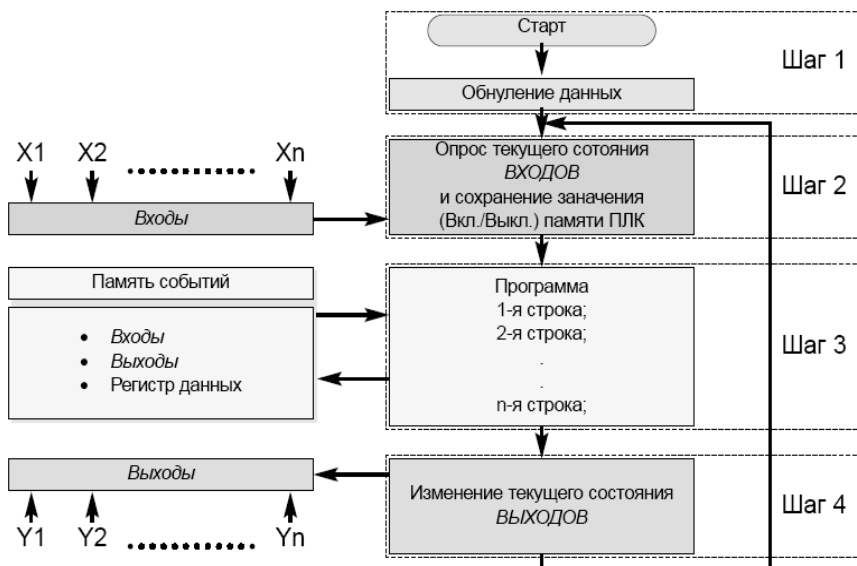 Старт
Шаг 1
Обнуление данных
X1 X2 Xn
Входы
Опрос текущего сотояния
ВХОДОВ
и сохранение заначения
(Вкл./Выкл.) памяти ПЛК
Шаг 2
Память событий
• Входы
• Выходы
• Регистр данных
Программа
1-я строка;
2-я строка;
.
.
n-я строка;
Шаг 3
Выходы
Y1 Y2 Yn
Изменение текущего состояния
ВЫХОДОВ
Шаг 4